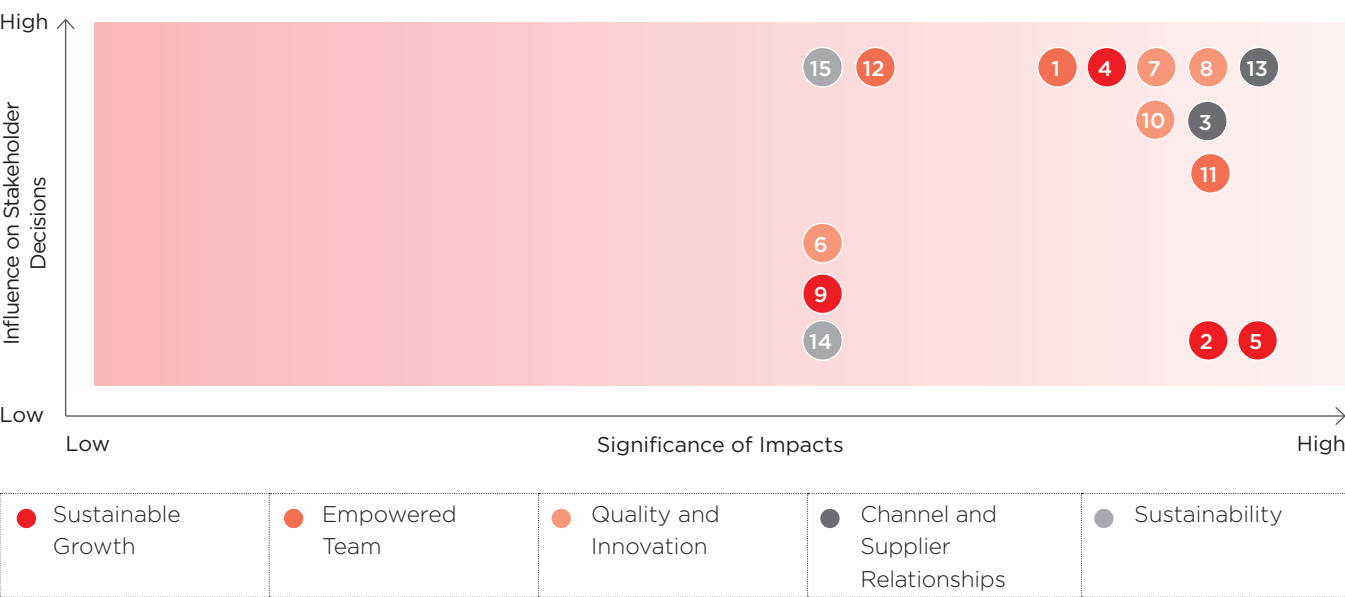 High
15 12 1 4 7 8 13
10 3
11
Influence on Stakeholder
Decisions
6
9
14 2 5
Low
Low Significance of Impacts High
Sustainable
Growth
Empowered
Team
Quality and
Innovation
Channel and
Supplier
Relationships
Sustainability